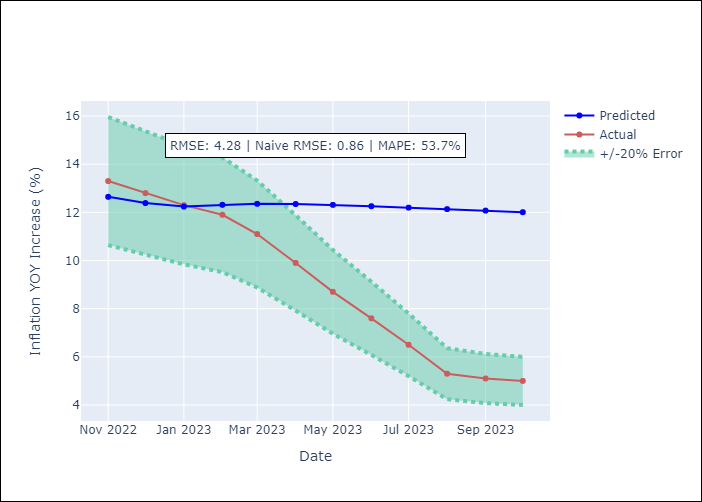 RMSE: 4.28 | Naive RMSE: 0.86 | MAPE: 53.7%
Predicted
Actual
+/-20% Error
16
14
12
10
8
6
4
Inflation YOY Increase (%)
Nov 2022
Jan 2023
Mar 2023
May 2023
Jul 2023
Sep 2023
Date